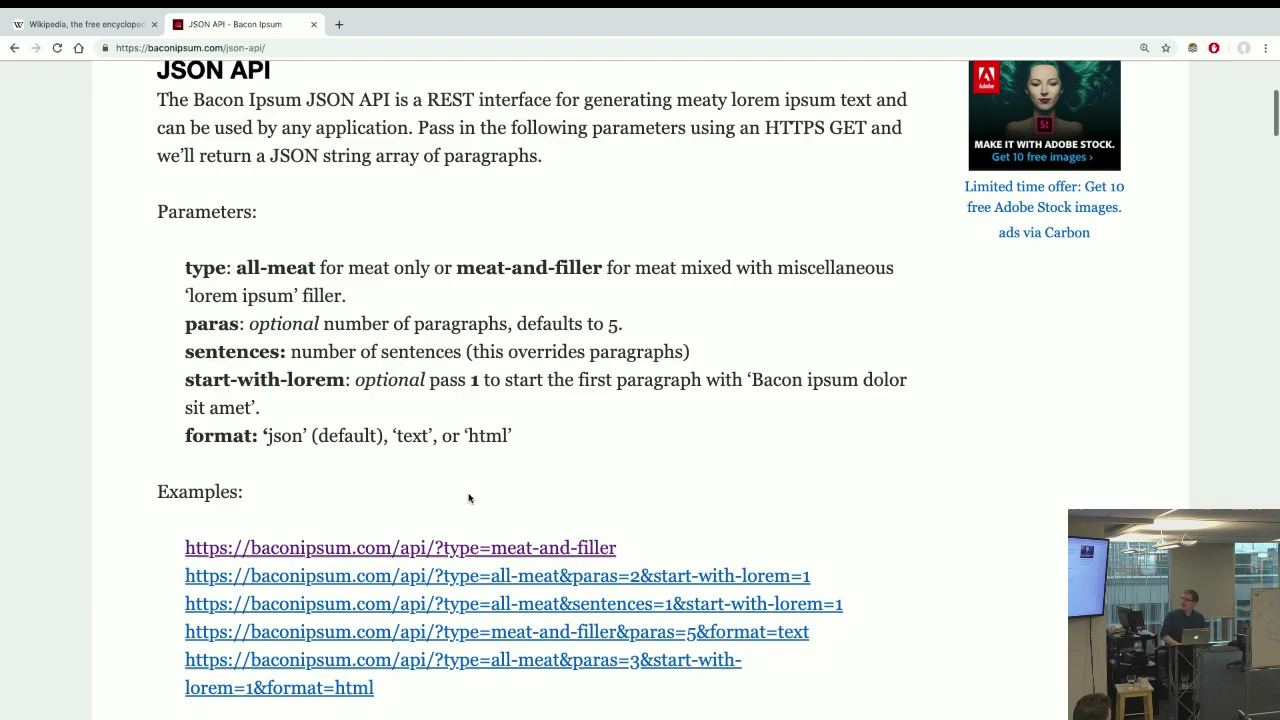 Wikipedia, the free encycloped
JSON API - Bacon Ipsum
https://baconipsum.com/json-api/
JSON API
The Bacon Ipsum JSON API is a REST interface for generating meaty lorem ipsum text and
can be used by any application. Pass in the following parameters using an HTTPS GET and
we’ll return a JSON string array of paragraphs.
Parameters:
type: all-meat for meat only or meat-and-filler for meat mixed with miscellaneous
‘lorem ipsum’ filler.
paras: optional number of paragraphs, defaults to 5.
sentences: number of sentences (this overrides paragraphs)
start-with-lorem: optional pass 1 to start the first paragraph with ‘Bacon ipsum dolor
sit amet’.
format: ‘json’ (default), ‘text’, or ‘html’
Examples:
https://baconipsum.com/api/?type=meat-and-filler
https://baconipsum.com/api/?type=all-meat&paras=2&start-with-lorem=1
https://baconipsum.com/api/?type=all-meat&sentences=1&start-with-lorem=1
https://baconipsum.com/api/?type=meat-and-filler&paras=5&format=text
https://baconipsum.com/api/?type=all-meat&paras=3&start-with-
lorem=1&format=html
Adobe
St
MAKE IT WITH ADOBE STOCK.
Get 10 free images ›
Limited time offer: Get 10
free Adobe Stock images.
ads via Carbon